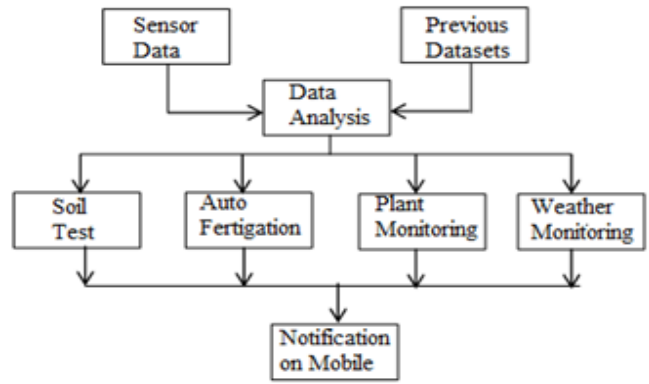 Sensor
Data
Previous
Datasets
Data
Analysis
Soil
Test
Auto
Fertigation
Plant
Monitoring
Weather
Monitoring
Notification
on Mobile